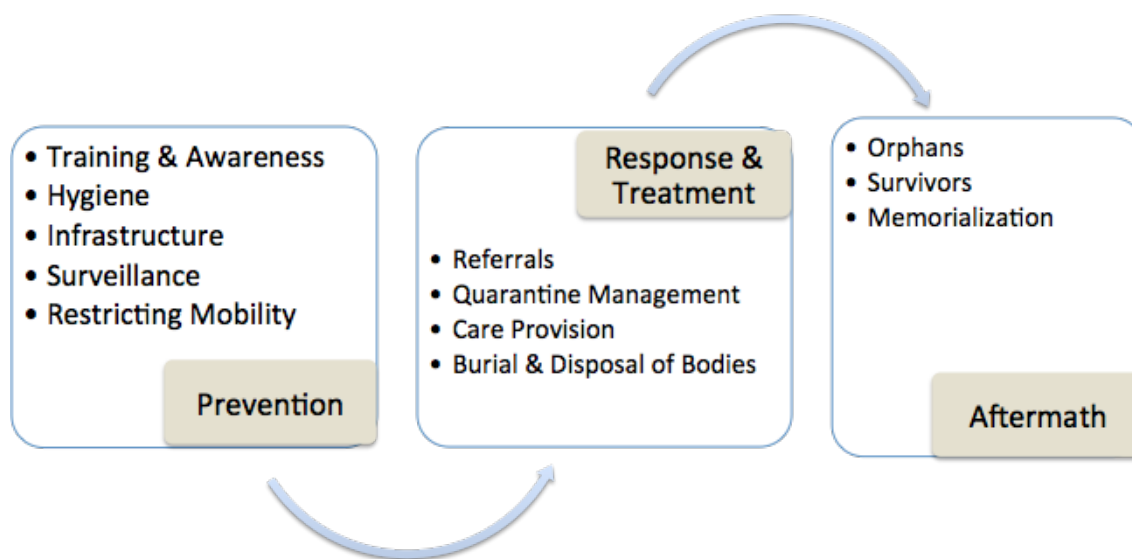 • Training & Awareness
• Hygiene
• Infrastructure
• Surveillance
• Restricting Mobility
Prevention
Response &
Treatment
• Referrals
• Quarantine Management
• Care Provision
• Burial & Disposal of Bodies
• Orphans
• Survivors
• Memorialization
Aftermath